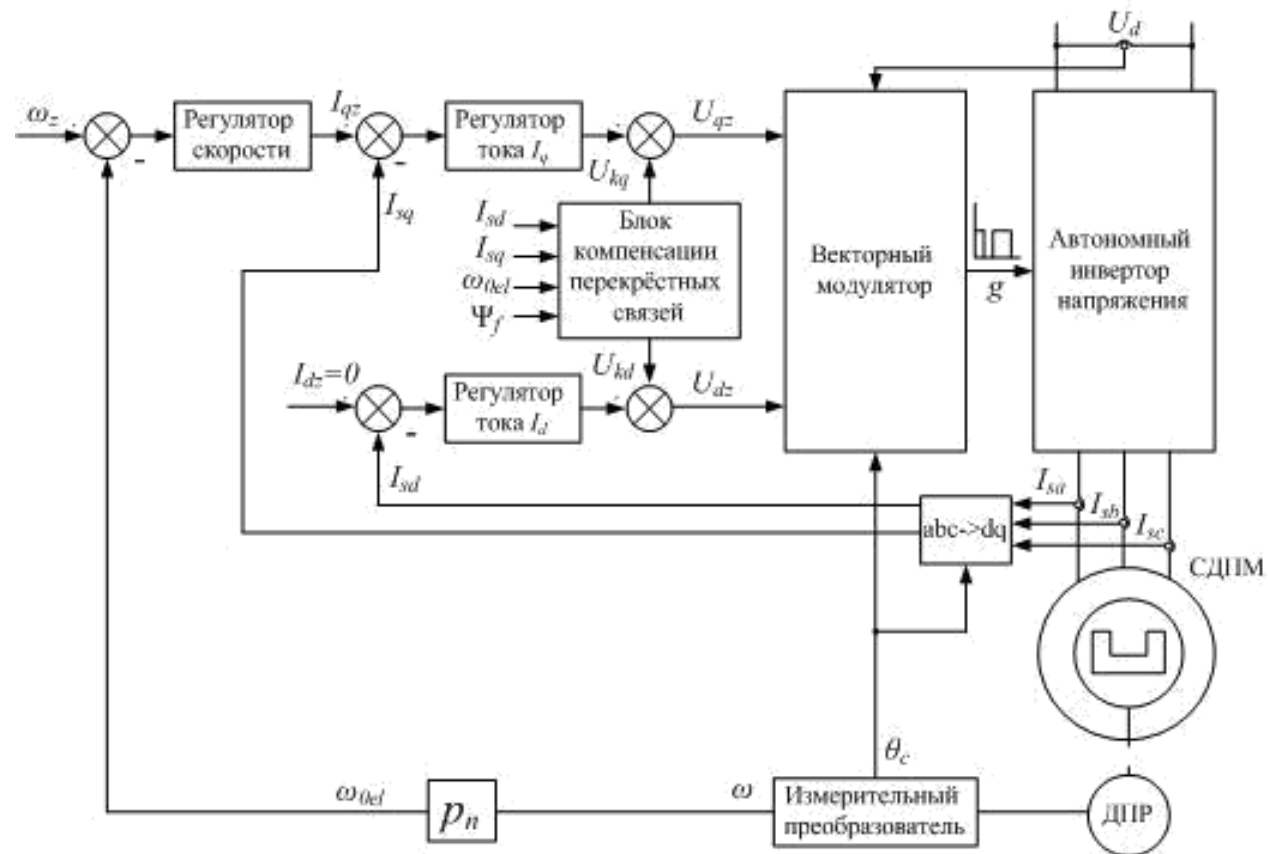 U_d
ω_z
Регулятор
скорости
I_qz
Регулятор
тока I_q
U_qz
-
-
U_kq
I_sq
I_sd
I_sq
ω_0el
Ψ_f
Блок
компенсации
перекрёстных
связей
Векторный
модулятор
g
Автономный
инвертор
напряжения
I_dz=0
U_kd
Регулятор
тока I_d
U_dz
-
I_sd
I_sa
I_sb
I_sc
abc->dq
СДПМ
θ_c
ω_0el
p_n
ω
Измерительный
преобразователь
ДПР